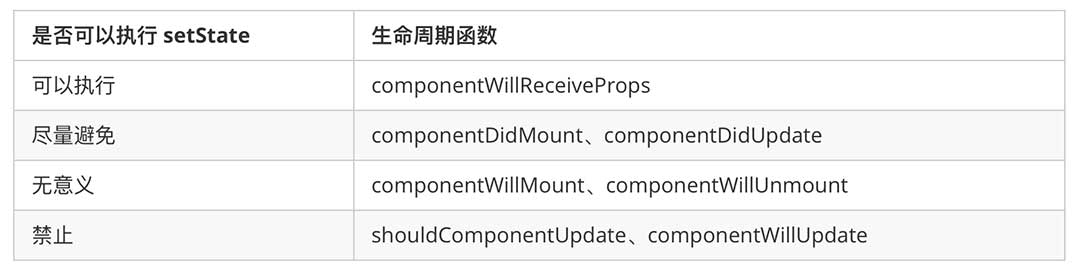 是否可以执行 setState 生命周期函数
可以执行 componentWillReceiveProps
尽量避免 componentDidMount、componentDidUpdate
无意义 componentWillMount、componentWillUnmount
禁止 shouldComponentUpdate、componentWillUpdate